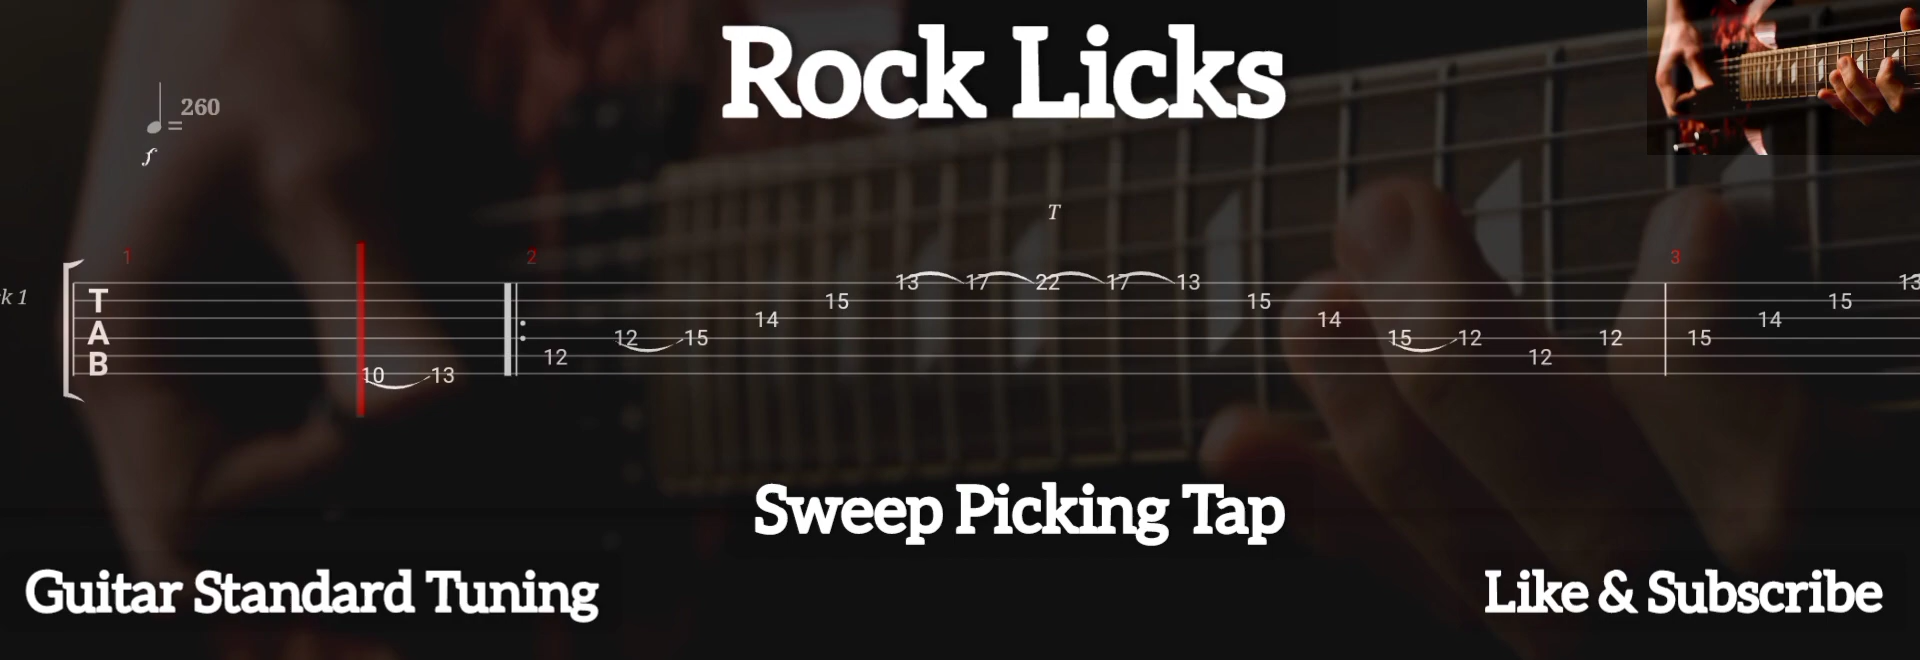 Rock Licks
= 260
f
T
1 2 3
13 17 22 17 13 13
k 1
T 15 15 15
14 14 14
A 12 15 15 12 12 15
12 12
B
10 13
Sweep Picking Tap
Guitar Standard Tuning
Like & Subscribe